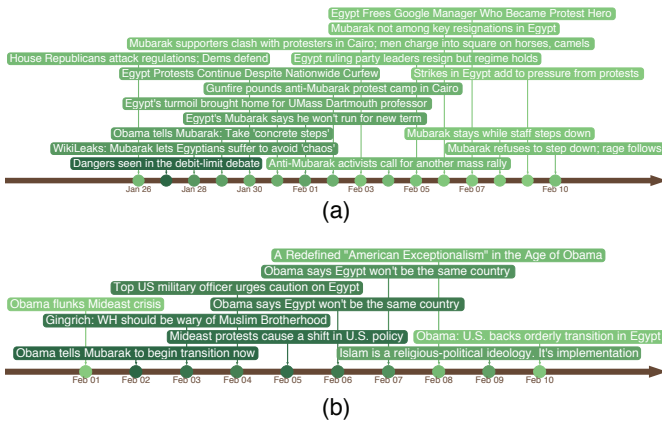 Egypt Frees Google Manager Who Became Protest Hero
Mubarak not among key resignations in Egypt
Mubarak supporters clash with protesters in Cairo; men charge into square on horses, camels
House Republicans attack regulations; Dems defend
Egypt ruling party leaders resign but regime holds
Egypt Protests Continue Despite Nationwide Curfew
Strikes in Egypt add to pressure from protests
Gunfire pounds anti-Mubarak protest camp in Cairo
Egypt's turmoil brought home for UMass Dartmouth professor
Egypt's Mubarak says he won't run for new term
Obama tells Mubarak: Take 'concrete steps'
Mubarak stays while staff steps down
WikiLeaks: Mubarak lets Egyptians suffer to avoid 'chaos'
Mubarak refuses to step down; rage follows
Dangers seen in the debit-limit debate
Anti-Mubarak activists call for another mass rally
Jan 26
Jan 28
Jan 30
Feb 01
Feb 03
Feb 05
Feb 07
Feb 10
(a)
A Redefined "American Exceptionalism" in the Age of Obama
Obama says Egypt won't be the same country
Top US military officer urges caution on Egypt
Obama flunks Mideast crisis
Obama says Egypt won't be the same country
Gingrich: WH should be wary of Muslim Brotherhood
Mideast protests cause a shift in U.S. policy
Obama: U.S. backs orderly transition in Egypt
Obama tells Mubarak to begin transition now
Islam is a religious-political ideology. It's implementation
Feb 01
Feb 02
Feb 03
Feb 04
Feb 05
Feb 06
Feb 07
Feb 08
Feb 09
Feb 10
(b)